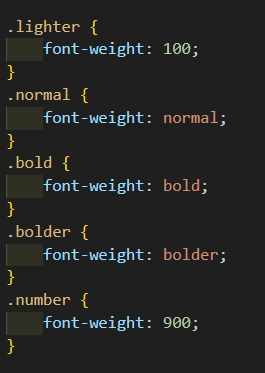 .lighter {
    font-weight: 100;
}
.normal {
    font-weight: normal;
}
.bold {
    font-weight: bold;
}
.bolder {
    font-weight: bolder;
}
.number {
    font-weight: 900;
}